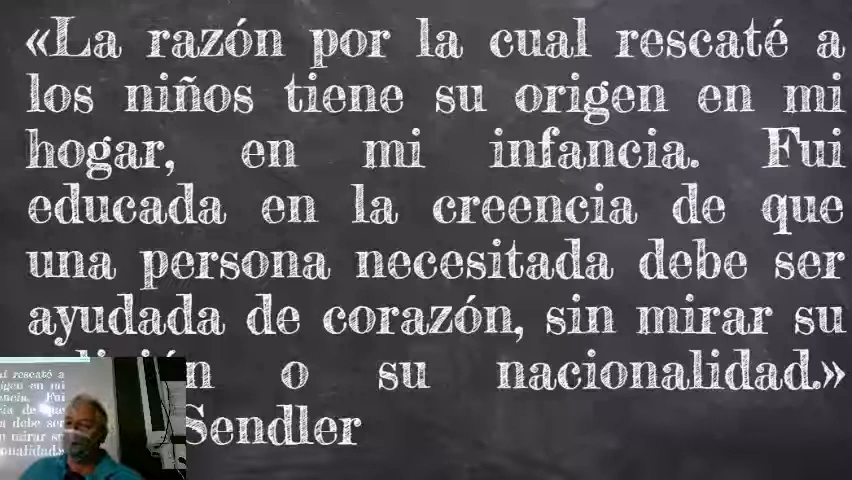 «La razón por la cual rescaté a
los niños tiene su origen en mi
hogar, en mi infancia. Fui
educada en la creencia de que
una persona necesitada debe ser
ayudada de corazón, sin mirar su
o su nacionalidad.»
Sendler